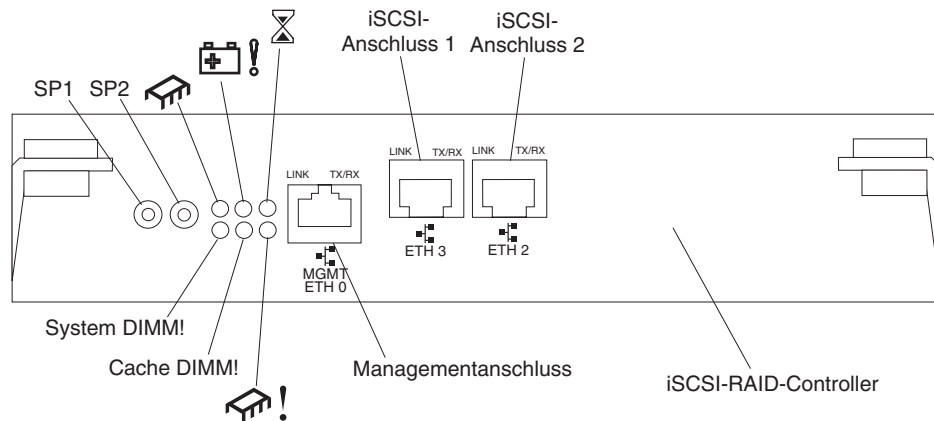 iSCSI-
Anschluss 1
iSCSI-
Anschluss 2
!
SP1
SP2
LINK TX/RX
LINK TX/RX
LINK TX/RX
ETH 3
ETH 2
MGMT
ETH 0
System DIMM!
Cache DIMM!
Managementanschluss
iSCSI-RAID-Controller
!